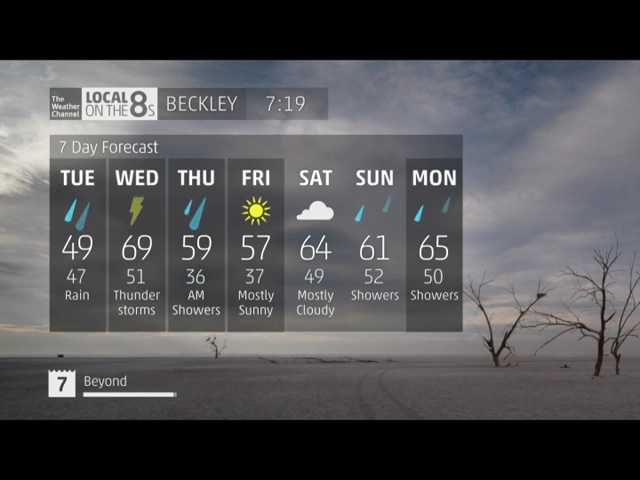 The
Weather
Channel
LOCAL
ON THE 8s
BECKLEY
7:19
7 Day Forecast
TUE WED THU FRI SAT SUN MON
49 69 59 57 64 61 65
47 51 36 37 49 52 50
Rain Thunder storms AM Showers Mostly Sunny Mostly Cloudy Showers Showers
7 Beyond